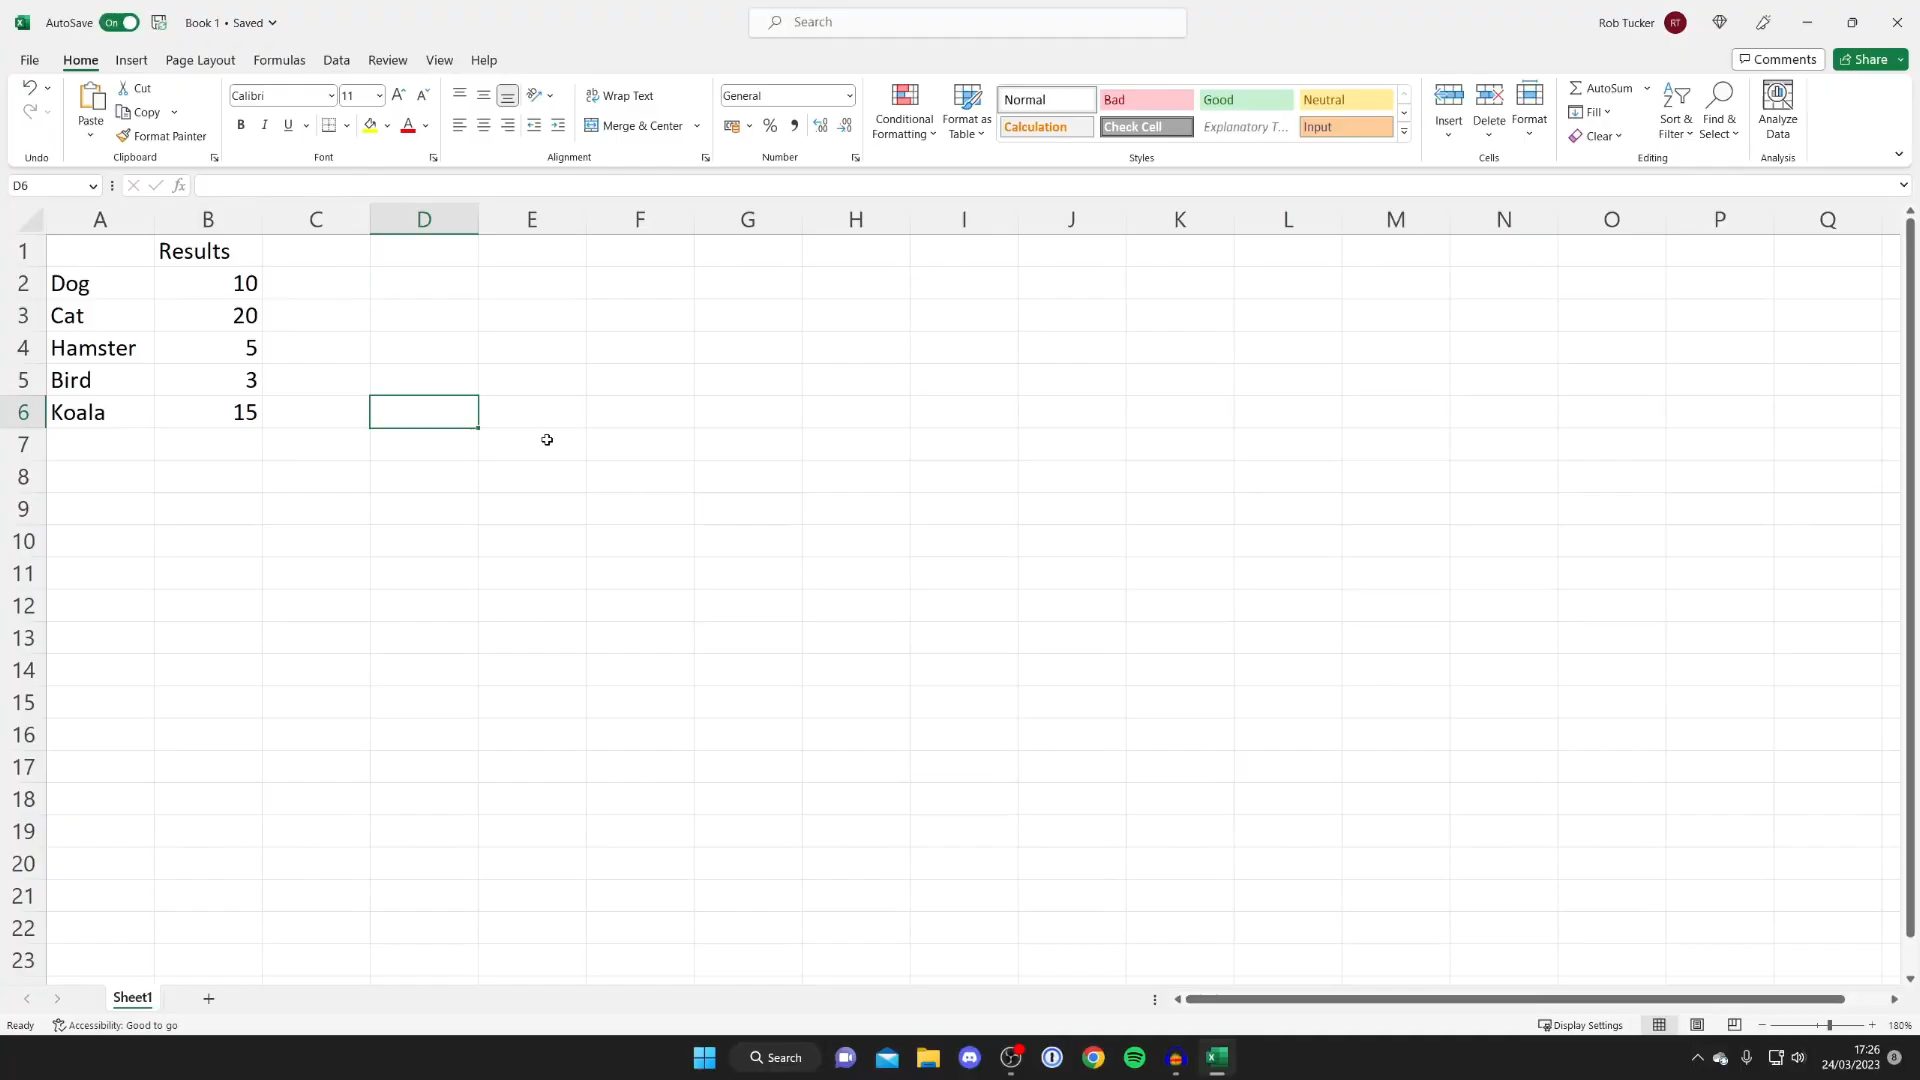 AutoSave On Book 1 • Saved Search Rob Tucker RT
File Home Insert Page Layout Formulas Data Review View Help Comments Share
Cut
Copy
Format Painter
Paste
Undo
Clipboard
Calibri 11
B I U
Font
Wrap Text
Merge & Center
Alignment
General
Number
Conditional Formatting
Format as Table
Normal Bad Good Neutral
Calculation Check Cell Explanatory T... Input
Styles
Insert Delete Format
Cells
AutoSum
Fill
Clear
Sort & Filter
Find & Select
Editing
Analyze Data
Analysis
D6 fx
A B C D E F G H I J K L M N O P Q
1 Results
2 Dog 10
3 Cat 20
4 Hamster 5
5 Bird 3
6 Koala 15
7
8
9
10
11
12
13
14
15
16
17
18
19
20
21
22
23
Sheet1
Ready Accessibility: Good to go Display Settings 180%
Search
17:26
24/03/2023
8